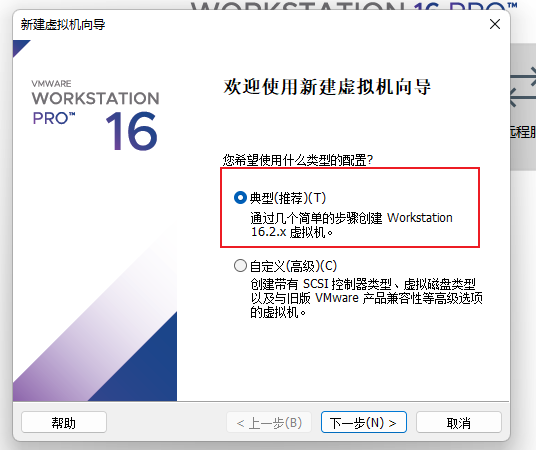 WORKSTATION 16 PRO™
新建虚拟机向导
VMWARE
WORKSTATION
PRO™ 16
欢迎使用新建虚拟机向导
您希望使用什么类型的配置?
典型(推荐)(T)
通过几个简单的步骤创建 Workstation
16.2.x 虚拟机。
自定义(高级)(C)
创建带有 SCSI 控制器类型、虚拟磁盘类型
以及与旧版 VMware 产品兼容性等高级选项
的虚拟机。
帮助
< 上一步(B)
下一步(N) >
取消